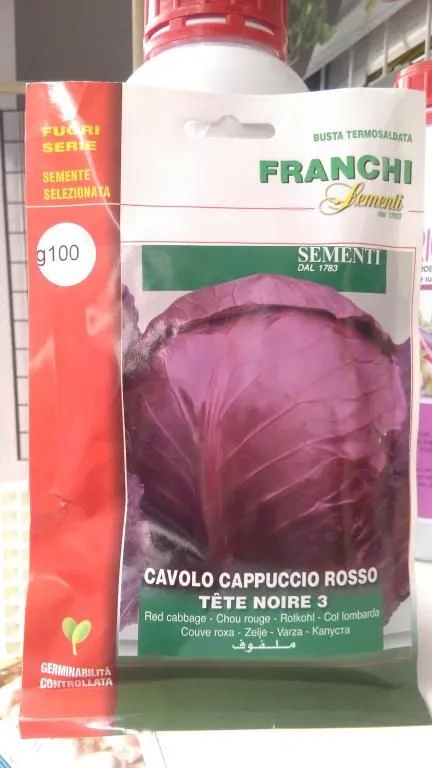 FUORI
SERIE
SEMENTE
SELEZIONATA
g100
BUSTA TERMOSALDATA
FRANCHI
Sementi
dal 1783
SEMENTI
DAL 1783
CAVOLO CAPPUCCIO ROSSO
TÊTE NOIRE 3
Red cabbage - Chou rouge - Rotkohl - Col lombarda
Couve roxa - Zelje - Varza - Капуста
ملفوف
GERMINABILITÀ
CONTROLLATA